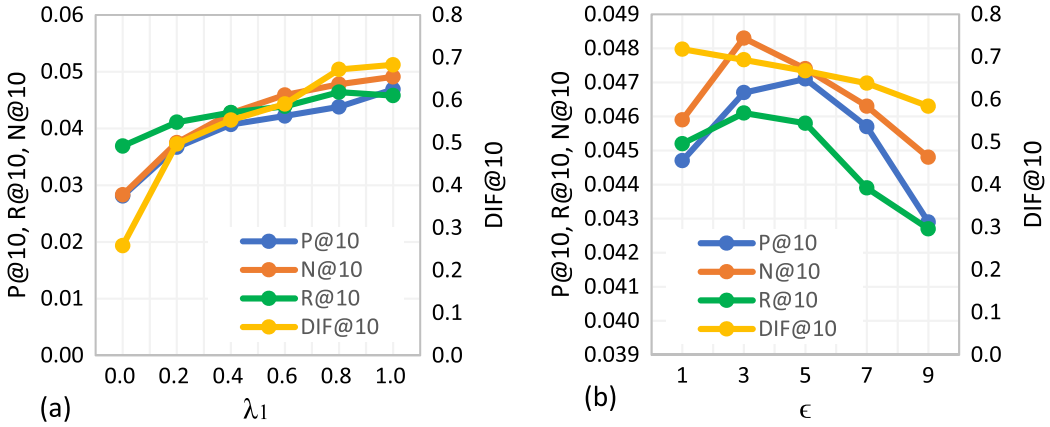 P@10, R@10, N@10
0.06
0.05
0.04
0.03
0.02
0.01
0.00
0.8
0.7
0.6
0.5
0.4
0.3
0.2
0.1
0.0
DIF@10
P@10
N@10
R@10
DIF@10
0.0 0.2 0.4 0.6 0.8 1.0
(a) λ1
P@10, R@10, N@10
0.049
0.048
0.047
0.046
0.045
0.044
0.043
0.042
0.041
0.040
0.039
0.8
0.7
0.6
0.5
0.4
0.3
0.2
0.1
0.0
DIF@10
P@10
N@10
R@10
DIF@10
1 3 5 7 9
(b) ϵ